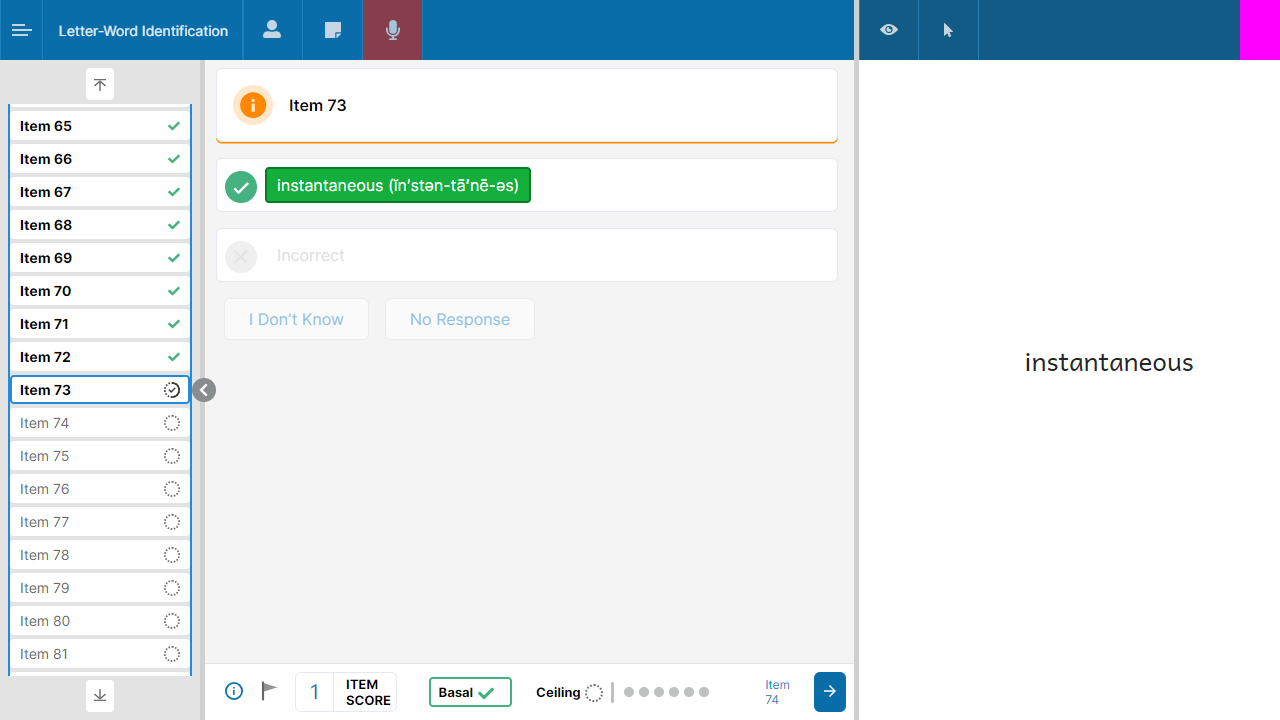 Letter-Word Identification
Item 65
Item 66
Item 67
Item 68
Item 69
Item 70
Item 71
Item 72
Item 73
Item 74
Item 75
Item 76
Item 77
Item 78
Item 79
Item 80
Item 81
Item 73
instantaneous (ĭn′stən-tā′nē-əs)
Incorrect
I Don't Know
No Response
1
ITEM
SCORE
Basal
Ceiling
Item
74
instantaneous